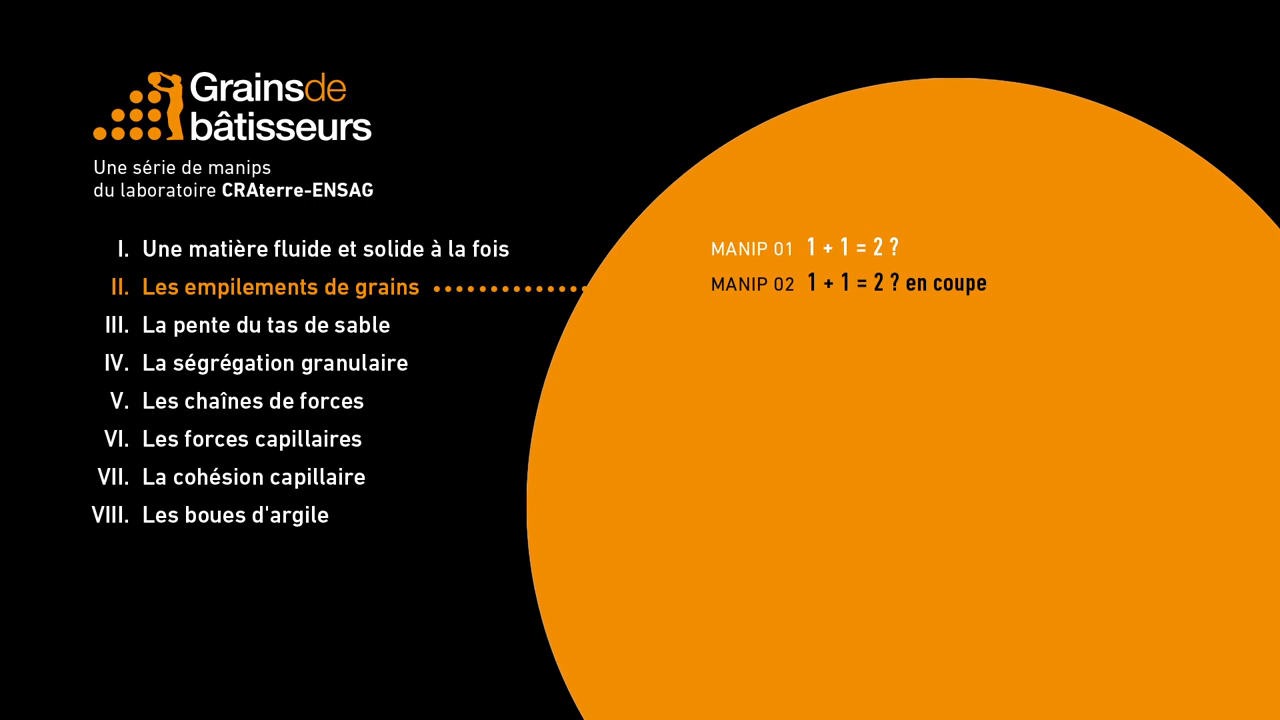 Grainsde
bâtisseurs
Une série de manips
du laboratoire CRAterre-ENSAG
I. Une matière fluide et solide à la fois
II. Les empilements de grains
III. La pente du tas de sable
IV. La ségrégation granulaire
V. Les chaînes de forces
VI. Les forces capillaires
VII. La cohésion capillaire
VIII. Les boues d'argile
MANIP 01 1 + 1 = 2 ?
MANIP 02 1 + 1 = 2 ? en coupe